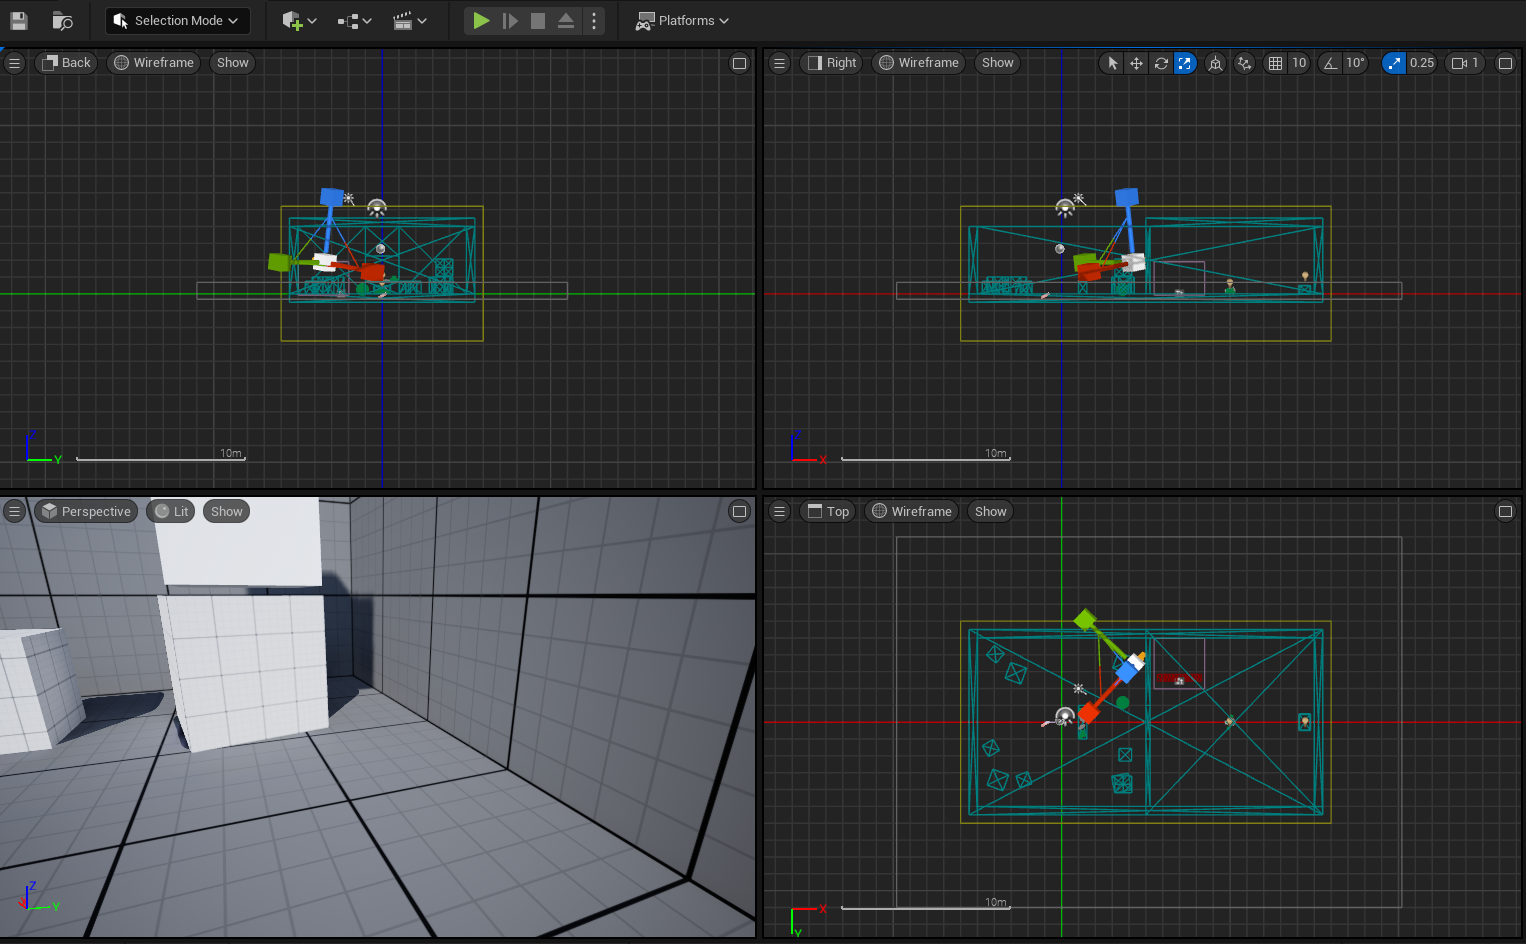 Selection Mode
Platforms
Back
Wireframe
Show
Right
Wireframe
Show
10
10°
0.25
1
Z
Y
10m
Z
X
10m
Perspective
Lit
Show
Top
Wireframe
Show
Z
Y
X
Y
10m